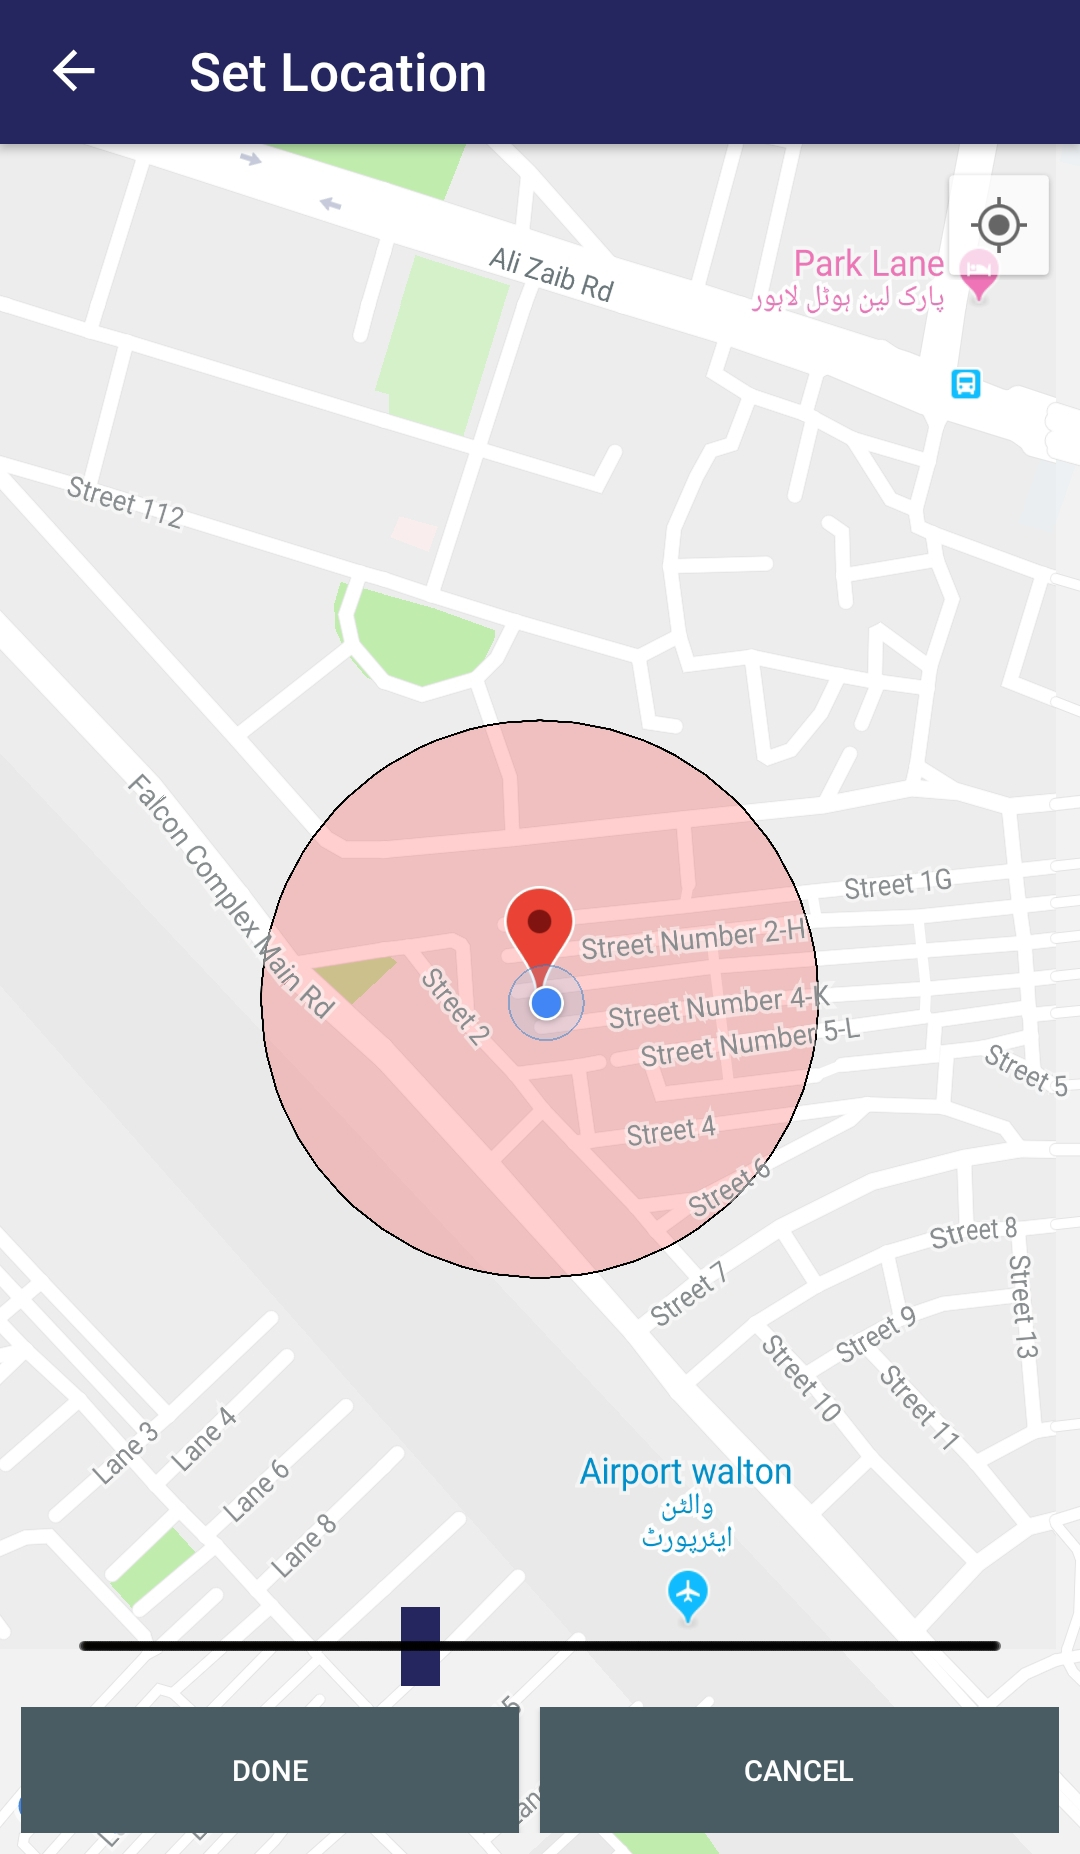 Set Location
Ali Zaib Rd
Park Lane
پارک لین ہوٹل لاہور
Street 112
Falcon Complex Main Rd
Street 1G
Street Number 2-H
Street 2
Street Number 4-K
Street Number 5-L
Street 5
Street 4
Street 6
Street 8
Street 7
Street 13
Street 9
Street 10
Street 11
Lane 3
Lane 4
Lane 6
Lane 8
Airport walton
والٹن
ایئرپورٹ
DONE
CANCEL